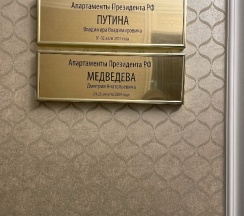 Апартаменты Президента РФ
ПУТИНА
Владимира Владимировича
Апартаменты Президента РФ
МЕДВЕДЕВА
Дмитрия Анатольевича